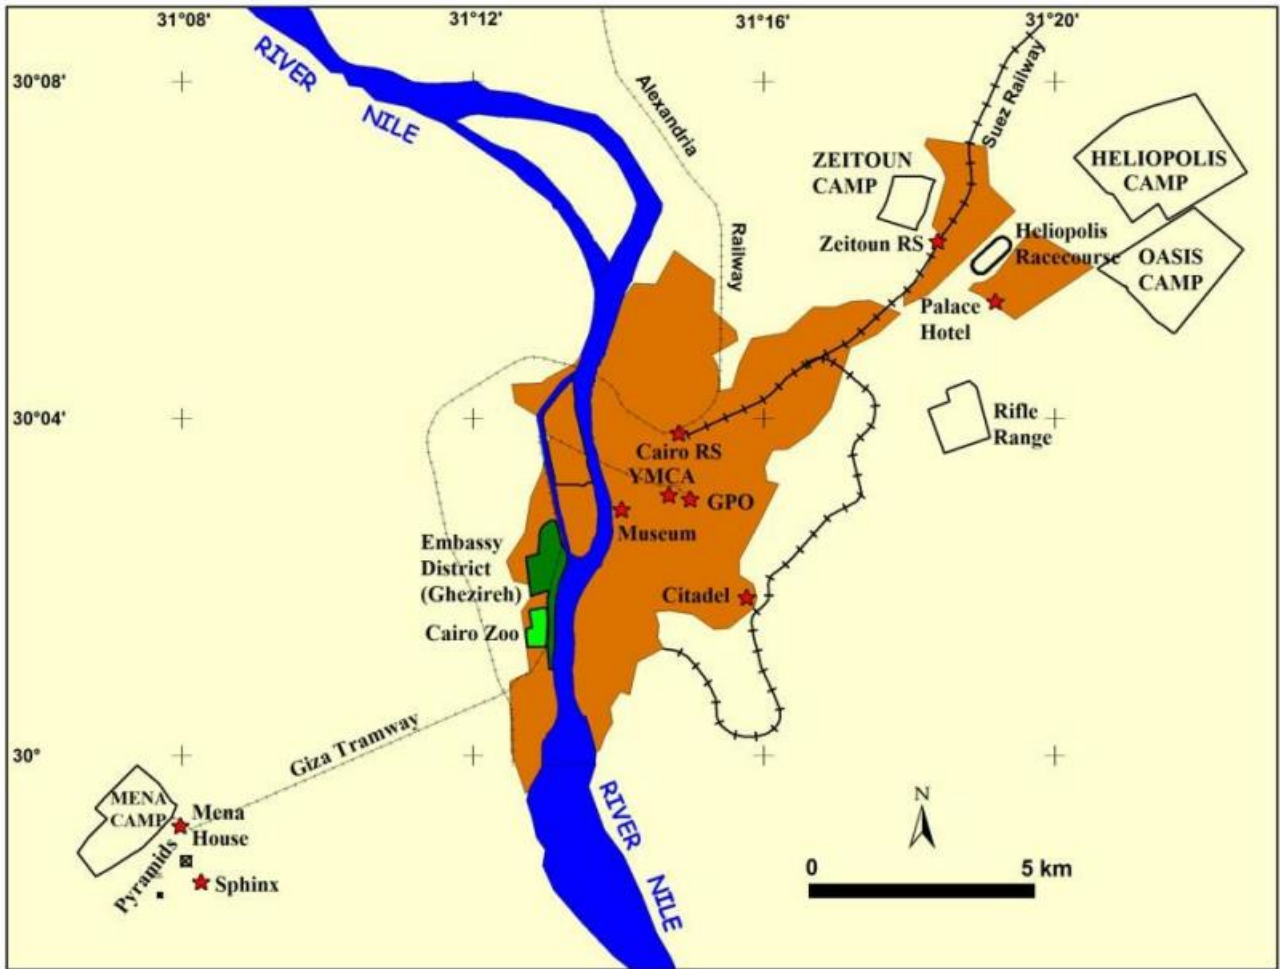 31°08'
31°12'
31°16'
31°20'
30°08'
30°04'
30°
RIVER
NILE
Alexandria
Railway
Suez Railway
ZEITOUN
CAMP
HELIOPOLIS
CAMP
Zeitoun RS
Heliopolis
Racecourse
OASIS
CAMP
Palace
Hotel
Rifle
Range
Cairo RS
YMCA
GPO
Museum
Embassy
District
(Ghezireh)
Citadel
Cairo Zoo
Giza Tramway
MENA
CAMP
Mena
House
Pyramids
Sphinx
RIVER
NILE
N
0 5 km